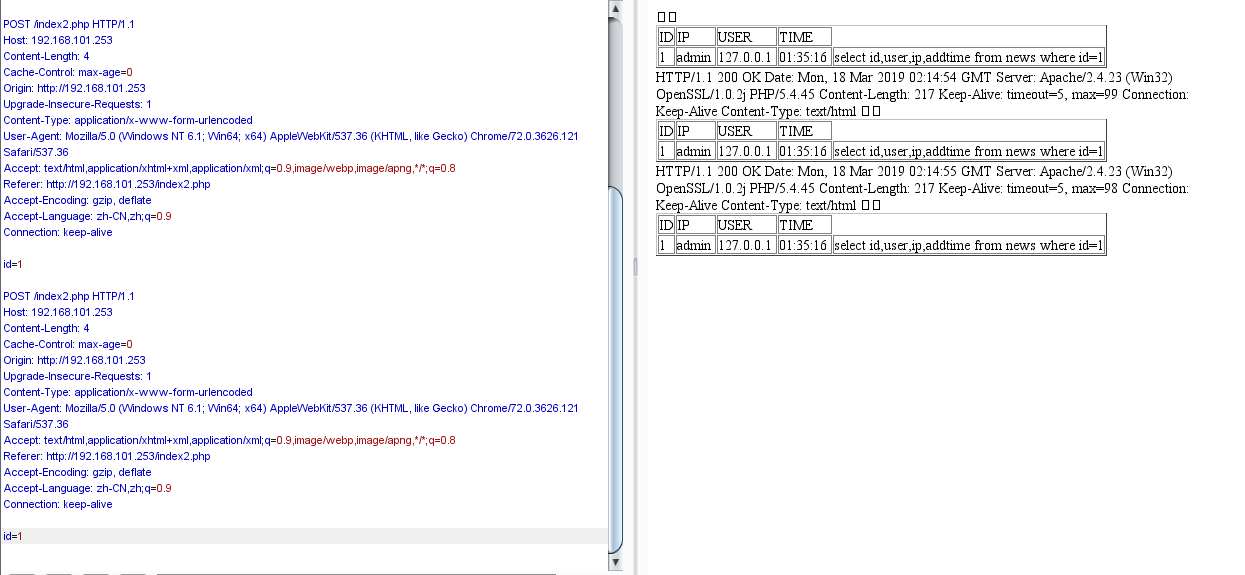 POST /index2.php HTTP/1.1
Host: 192.168.101.253
Content-Length: 4
Cache-Control: max-age=0
Origin: http://192.168.101.253
Upgrade-Insecure-Requests: 1
Content-Type: application/x-www-form-urlencoded
User-Agent: Mozilla/5.0 (Windows NT 6.1; Win64; x64) AppleWebKit/537.36 (KHTML, like Gecko) Chrome/72.0.3626.121
Safari/537.36
Accept: text/html,application/xhtml+xml,application/xml;q=0.9,image/webp,image/apng,*/*;q=0.8
Referer: http://192.168.101.253/index2.php
Accept-Encoding: gzip, deflate
Accept-Language: zh-CN,zh;q=0.9
Connection: keep-alive
id=1
POST /index2.php HTTP/1.1
Host: 192.168.101.253
Content-Length: 4
Cache-Control: max-age=0
Origin: http://192.168.101.253
Upgrade-Insecure-Requests: 1
Content-Type: application/x-www-form-urlencoded
User-Agent: Mozilla/5.0 (Windows NT 6.1; Win64; x64) AppleWebKit/537.36 (KHTML, like Gecko) Chrome/72.0.3626.121
Safari/537.36
Accept: text/html,application/xhtml+xml,application/xml;q=0.9,image/webp,image/apng,*/*;q=0.8
Referer: http://192.168.101.253/index2.php
Accept-Encoding: gzip, deflate
Accept-Language: zh-CN,zh;q=0.9
Connection: keep-alive
id=1
ID IP USER TIME
1 admin 127.0.0.1 01:35:16 select id,user,ip,addtime from news where id=1
HTTP/1.1 200 OK Date: Mon, 18 Mar 2019 02:14:54 GMT Server: Apache/2.4.23 (Win32)
OpenSSL/1.0.2j PHP/5.4.45 Content-Length: 217 Keep-Alive: timeout=5, max=99 Connection:
Keep-Alive Content-Type: text/html
ID IP USER TIME
1 admin 127.0.0.1 01:35:16 select id,user,ip,addtime from news where id=1
HTTP/1.1 200 OK Date: Mon, 18 Mar 2019 02:14:55 GMT Server: Apache/2.4.23 (Win32)
OpenSSL/1.0.2j PHP/5.4.45 Content-Length: 217 Keep-Alive: timeout=5, max=98 Connection:
Keep-Alive Content-Type: text/html
ID IP USER TIME
1 admin 127.0.0.1 01:35:16 select id,user,ip,addtime from news where id=1